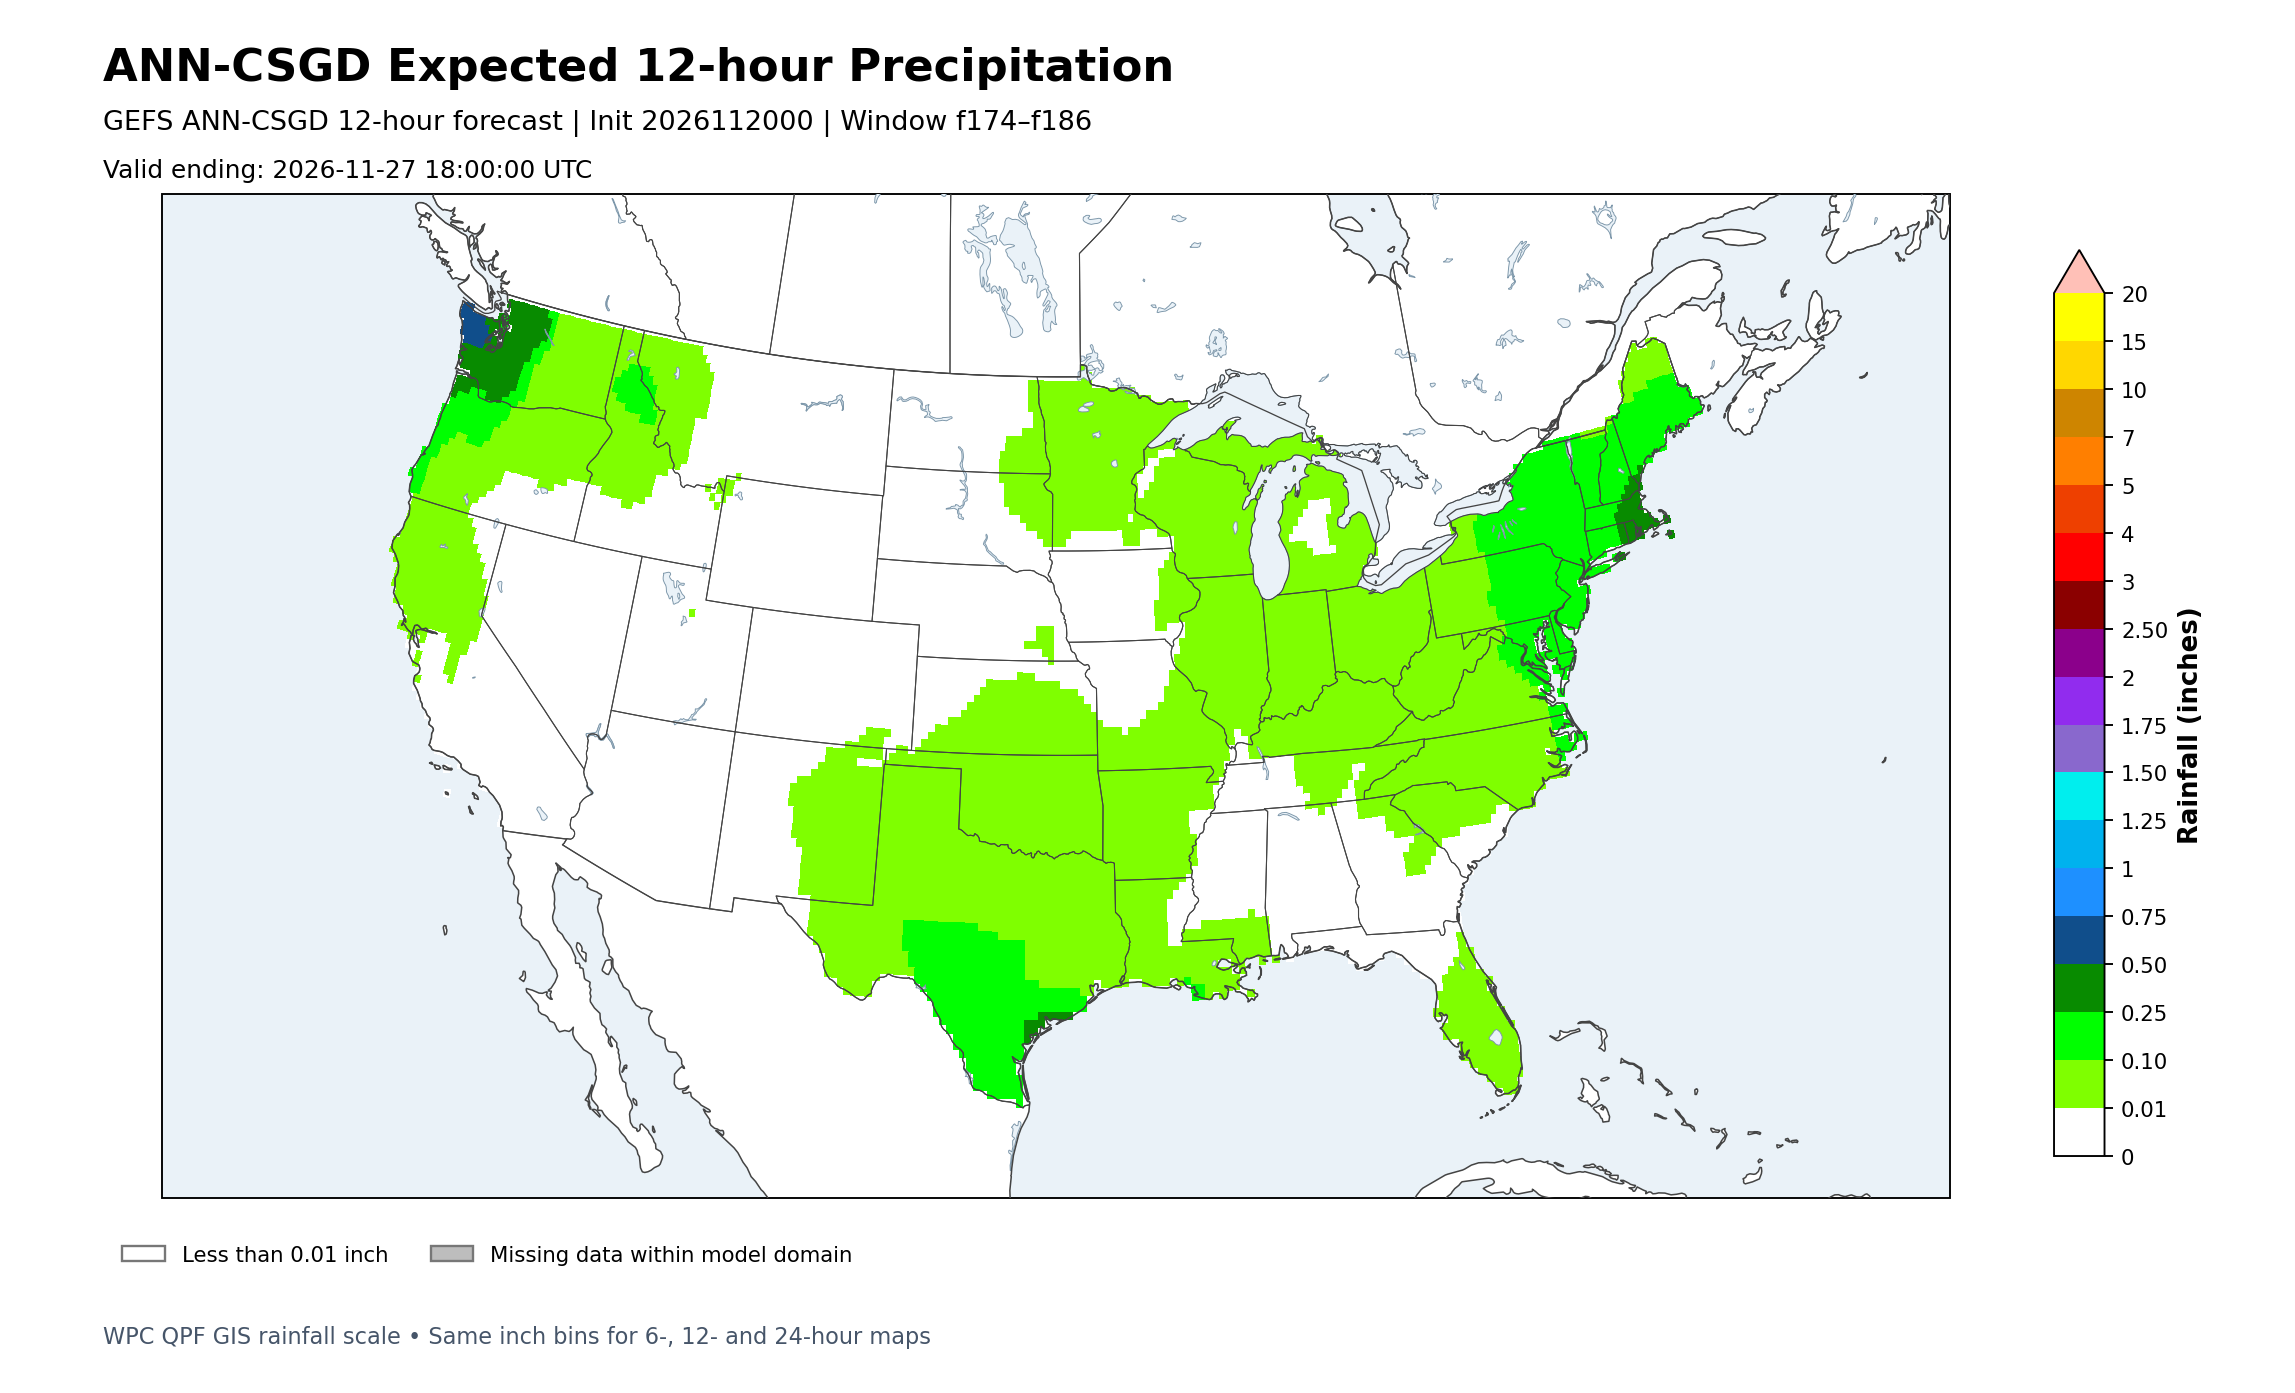 ANN-CSGD Expected 12-hour Precipitation
GEFS ANN-CSGD 12-hour forecast | Init 2026112000 | Window f174–f186
Valid ending: 2026-11-27 18:00:00 UTC
20
15
10
7
5
4
3
2.50
2
1.75
1.50
1.25
1
0.75
0.50
0.25
0.10
0.01
0
Rainfall (inches)
Less than 0.01 inch
Missing data within model domain
WPC QPF GIS rainfall scale • Same inch bins for 6-, 12- and 24-hour maps